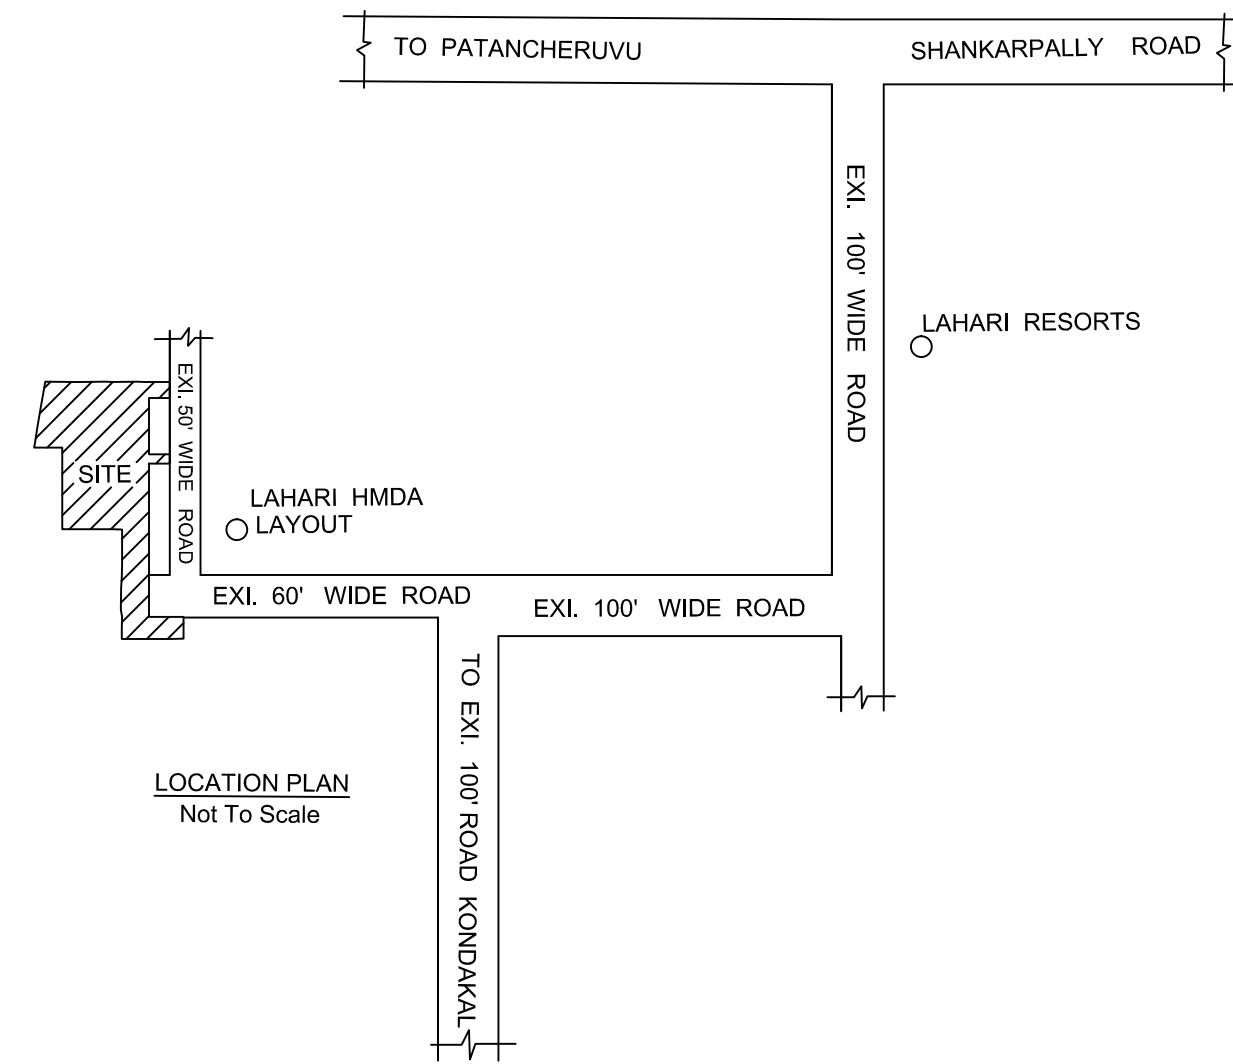 TO PATANCHERUVU
SHANKARPALLY ROAD
EXI. 100' WIDE ROAD
LAHARI RESORTS
EXI. 50' WIDE ROAD
SITE
LAHARI HMDA
LAYOUT
EXI. 60' WIDE ROAD
EXI. 100' WIDE ROAD
TO EXI. 100' ROAD KONDAKAL
LOCATION PLAN
Not To Scale